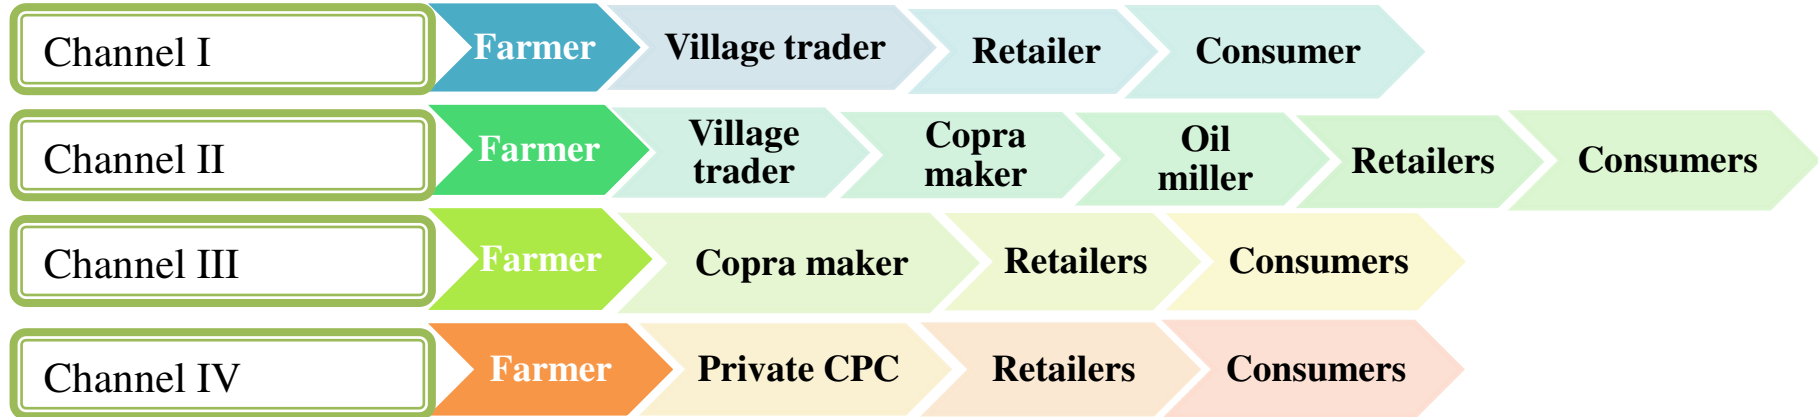 Channel I
Farmer
Village trader
Retailer
Consumer
Channel II
Farmer
Village
trader
Copra
maker
Oil
miller
Retailers
Consumers
Channel III
Farmer
Copra maker
Retailers
Consumers
Channel IV
Farmer
Private CPC
Retailers
Consumers